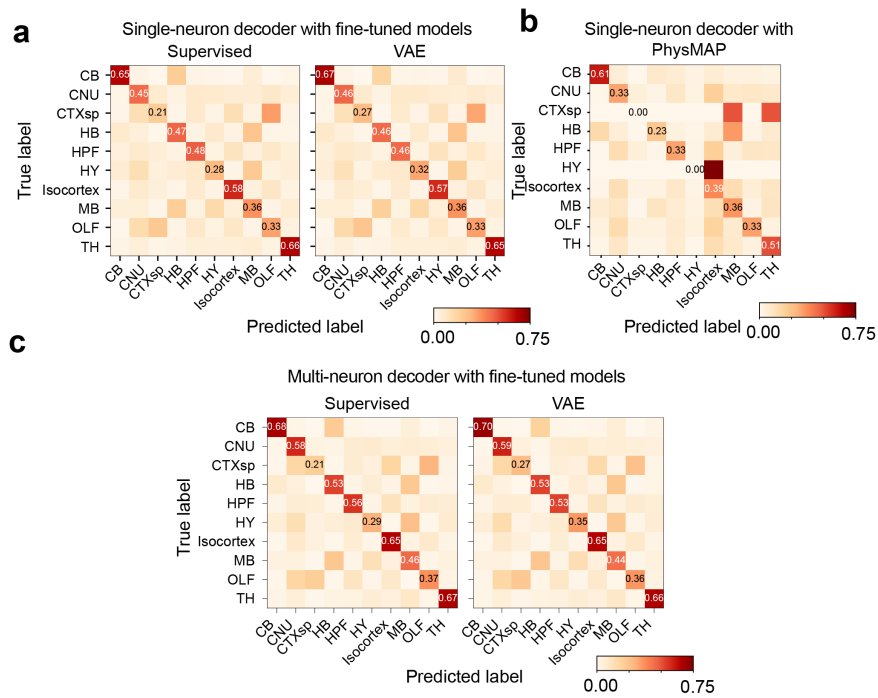 a
Single-neuron decoder with fine-tuned models
Supervised
VAE
True label
CB
CNU
CTXsp
HB
HPF
HY
Isocortex
MB
OLF
TH
0.65
0.45
0.21
0.47
0.48
0.28
0.58
0.36
0.33
0.66
0.67
0.46
0.27
0.46
0.46
0.32
0.57
0.36
0.33
0.65
CB CNU CTXsp HB HPF HY Isocortex MB OLF TH
CB CNU CTXsp HB HPF Isocortex HY MB OLF TH
Predicted label
0.00 0.75
b
Single-neuron decoder with
PhysMAP
True label
CB
CNU
CTXsp
HB
HPF
HY
Isocortex
MB
OLF
TH
0.61
0.33
0.00
0.23
0.33
0.00
0.39
0.36
0.33
0.51
CB CNU CTXsp HB HPF HY Isocortex MB OLF TH
Predicted label
0.00 0.75
c
Multi-neuron decoder with fine-tuned models
Supervised
VAE
True label
CB
CNU
CTXsp
HB
HPF
HY
Isocortex
MB
OLF
TH
0.68
0.58
0.21
0.53
0.56
0.29
0.65
0.46
0.37
0.67
0.70
0.59
0.27
0.53
0.53
0.35
0.65
0.44
0.36
0.66
CB CNU CTXsp HB HPF HY Isocortex MB OLF TH
CB CNU CTXsp HB HPF HY Isocortex MB OLF TH
Predicted label
0.00 0.75